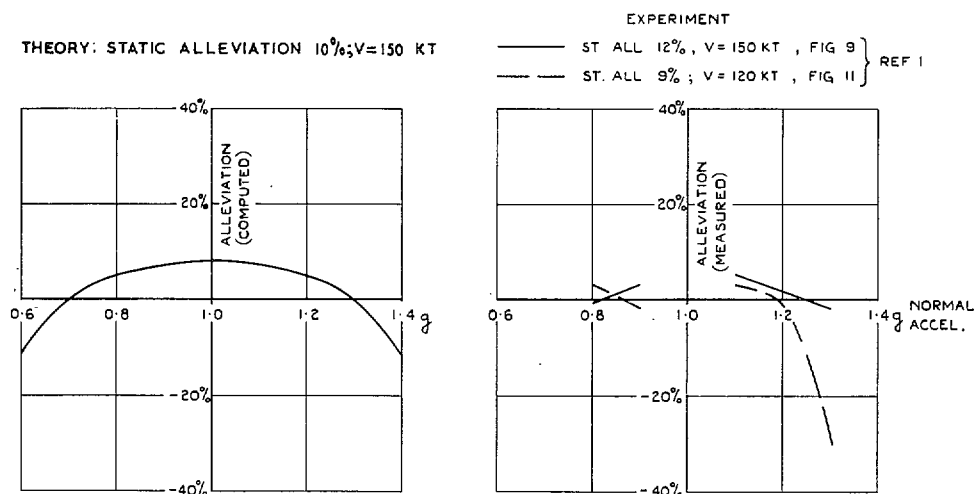 EXPERIMENT
THEORY: STATIC ALLEVIATION 10%; V=150 KT
ST. ALL 12%, V=150 KT , FIG 9
ST. ALL 9% ; V= 120 KT , FIG 11
REF 1
40%
20%
ALLEVIATION
(COMPUTED)
0·6
0·8
1·0
1·2
1·4 g
-20%
-40%
40%
20%
ALLEVIATION
(MEASURED)
0·6
0·8
1·0
1·2
1·4 g
NORMAL
ACCEL.
-20%
-40%